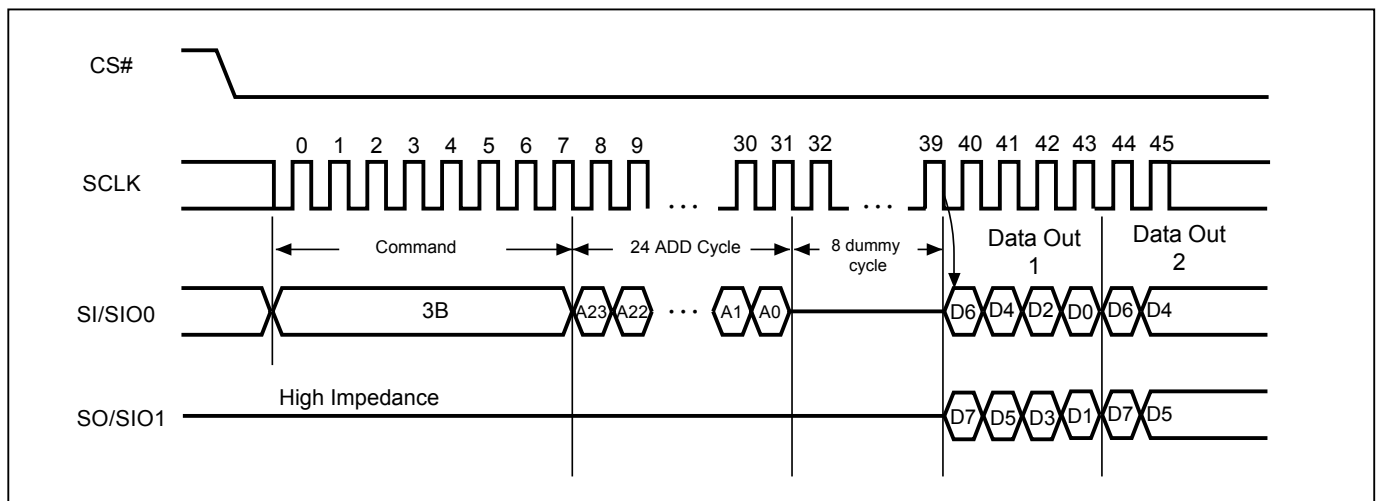 CS#
0 1 2 3 4 5 6 7 8 9 30 31 32 39 40 41 42 43 44 45
SCLK
... ...
Command 24 ADD Cycle 8 dummy Data Out Data Out
cycle 1 2
SI/SIO0 3B A23 A22 ... A1 A0 D6 D4 D2 D0 D6 D4
High Impedance
SO/SIO1 D7 D5 D3 D1 D7 D5